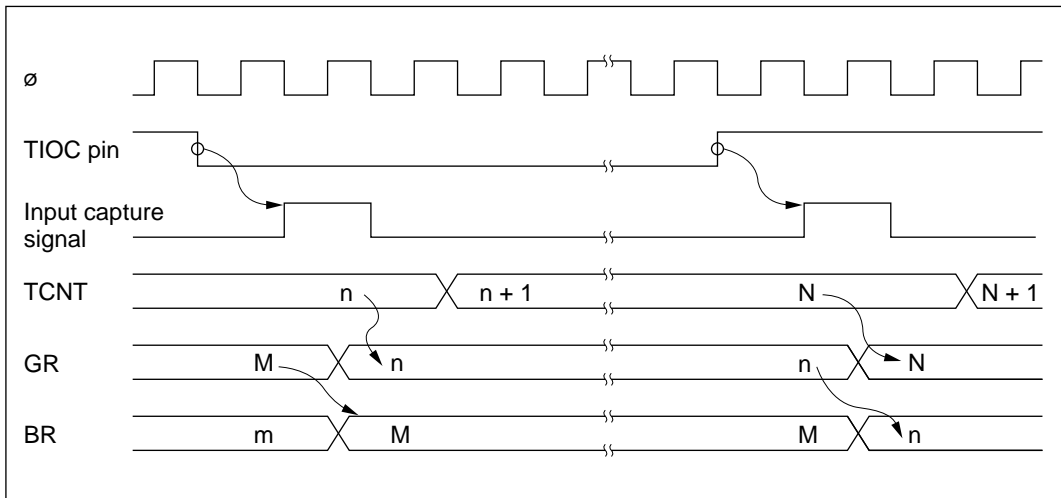 ø
TIOC pin
Input capture
signal
TCNT n n + 1 N N + 1
GR M n n N
BR m M M n